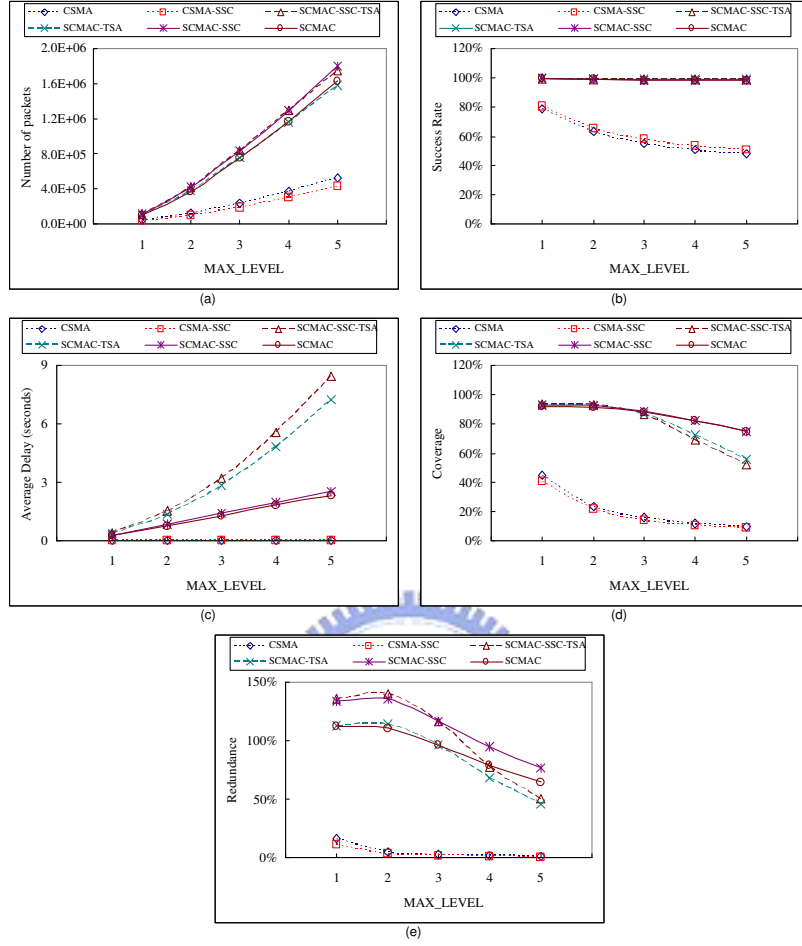 CSMA CSMA-SSC SCMAC-SSC-TSA
SCMAC-TSA SCMAC-SSC SCMAC
2.0E+06
1.6E+06
1.2E+06
8.0E+05
4.0E+05
0.0E+00
Number of packets
1 2 3 4 5
MAX_LEVEL
(a)
CSMA CSMA-SSC SCMAC-SSC-TSA
SCMAC-TSA SCMAC-SSC SCMAC
120%
100%
80%
60%
40%
20%
0%
Success Rate
1 2 3 4 5
MAX_LEVEL
(b)
CSMA CSMA-SSC SCMAC-SSC-TSA
SCMAC-TSA SCMAC-SSC SCMAC
9
6
3
0
Average Delay (seconds)
1 2 3 4 5
MAX_LEVEL
(c)
CSMA CSMA-SSC SCMAC-SSC-TSA
SCMAC-TSA SCMAC-SSC SCMAC
120%
100%
80%
60%
40%
20%
0%
Coverage
1 2 3 4 5
MAX_LEVEL
(d)
CSMA CSMA-SSC SCMAC-SSC-TSA
SCMAC-TSA SCMAC-SSC SCMAC
150%
100%
50%
0%
Redundance
1 2 3 4 5
MAX_LEVEL
(e)